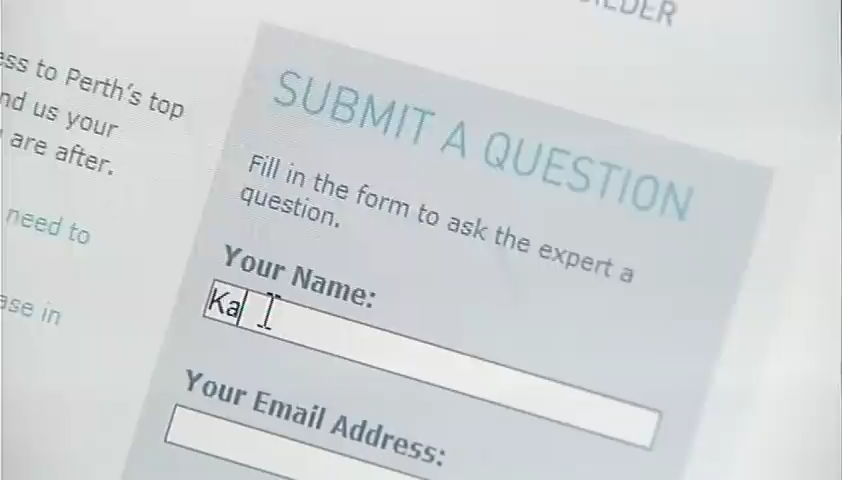 ess to Perth's top
nd us your
are after.
need to
ase in
SUBMIT A QUESTION
Fill in the form to ask the expert a
question.
Your Name:
Ka
Your Email Address: